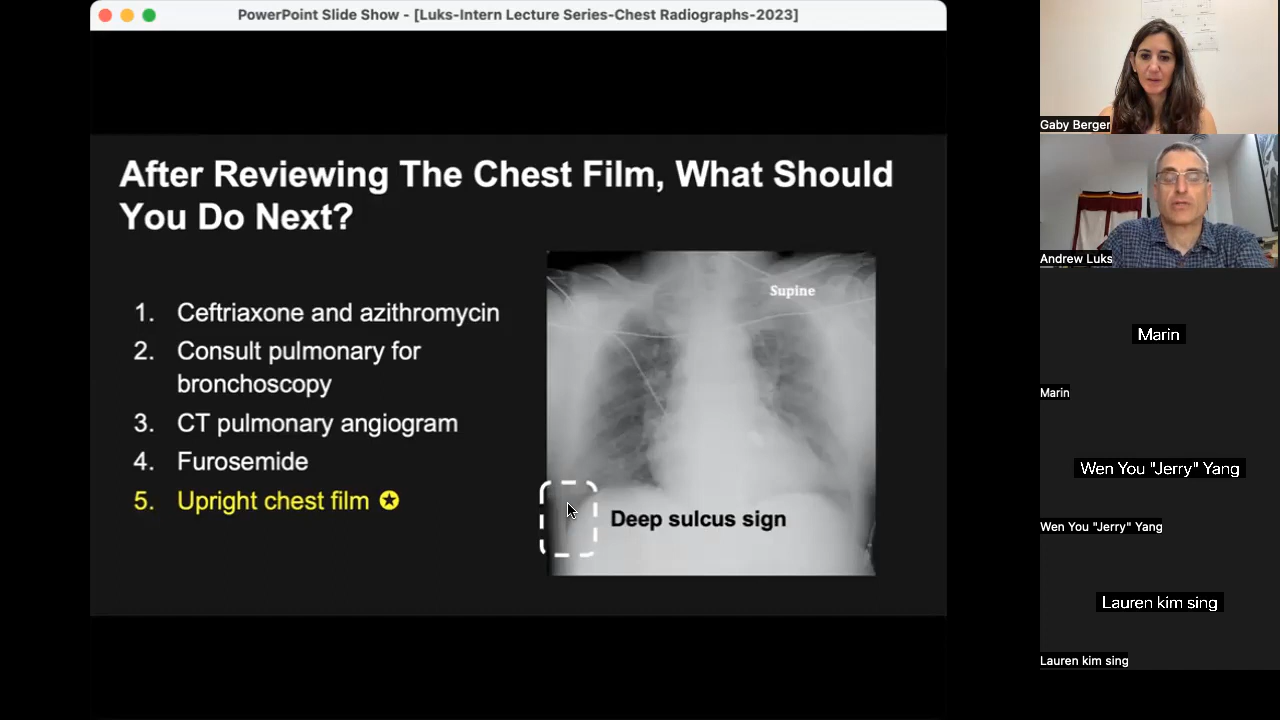 PowerPoint Slide Show - [Luks-Intern Lecture Series-Chest Radiographs-2023]
After Reviewing The Chest Film, What Should
You Do Next?
1. Ceftriaxone and azithromycin
2. Consult pulmonary for
bronchoscopy
3. CT pulmonary angiogram
4. Furosemide
5. Upright chest film
Supine
Deep sulcus sign
Gaby Berger
Andrew Luks
Marin
Marin
Wen You "Jerry" Yang
Wen You "Jerry" Yang
Lauren kim sing
Lauren kim sing